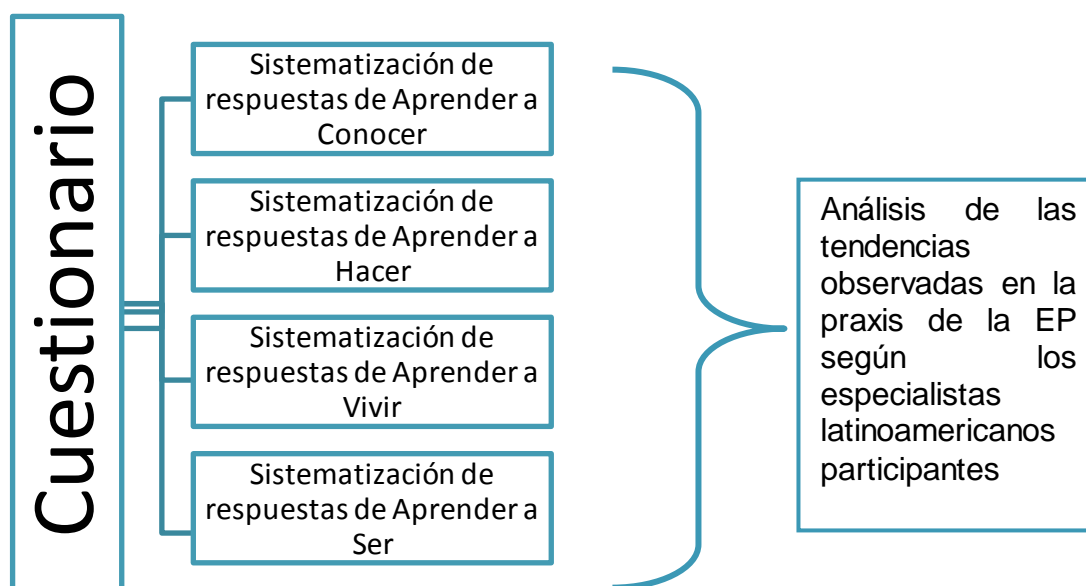 Cuestionario
Sistematización de
respuestas de Aprender a
Conocer
Sistematización de
respuestas de Aprender a
Hacer
Sistematización de
respuestas de Aprender a
Vivir
Sistematización de
respuestas de Aprender a
Ser
Análisis de las
tendencias
observadas en la
praxis de la EP
según los
especialistas
latinoamericanos
participantes